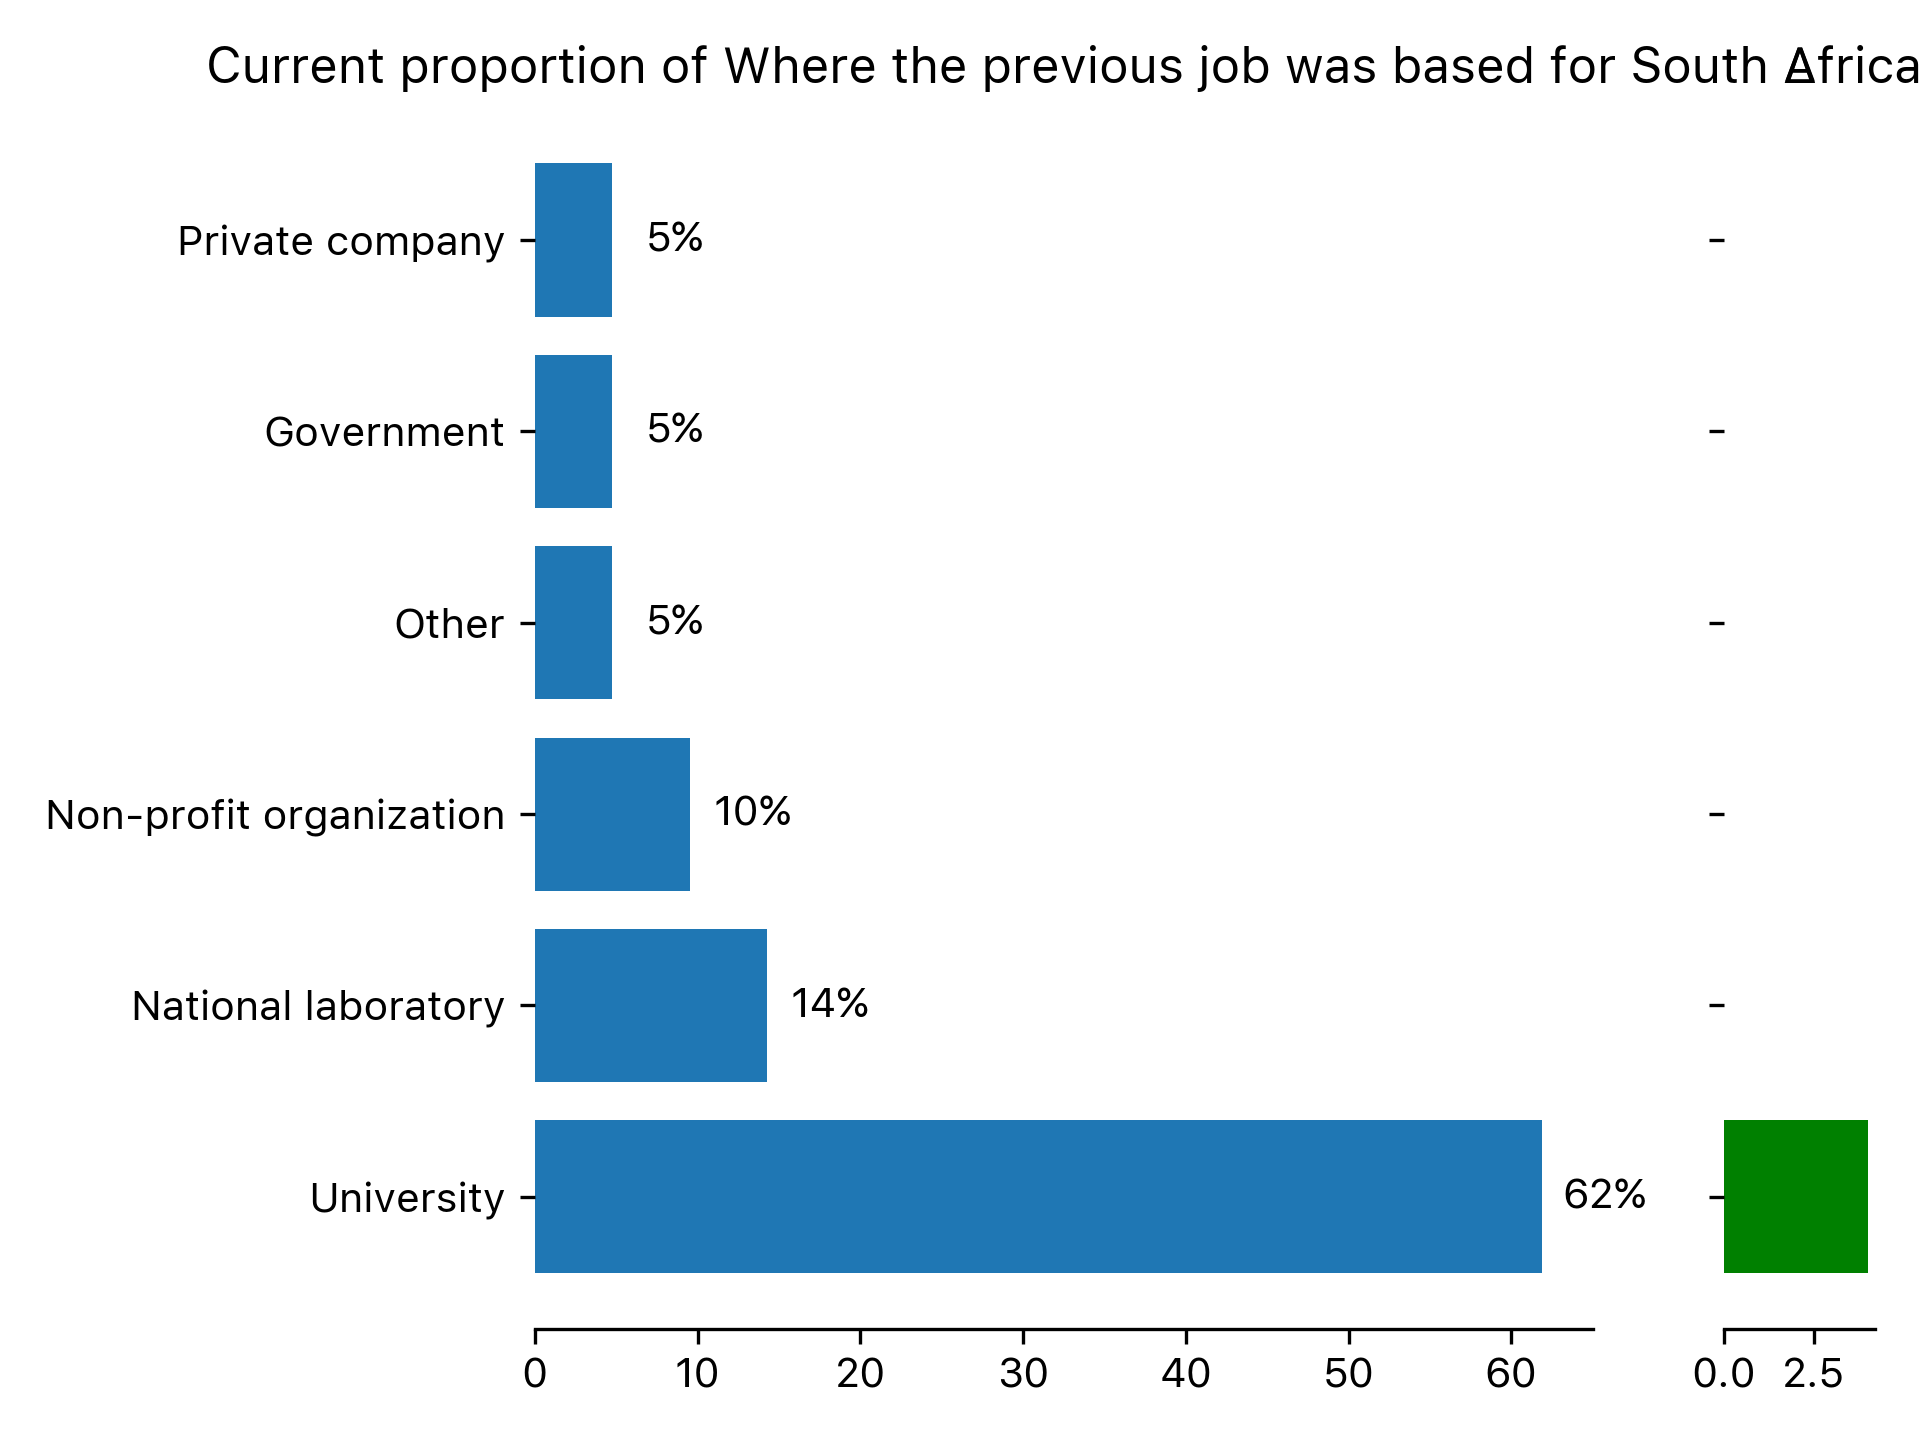 Current proportion of Where the previous job was based for South Africa
Private company 5%
Government 5%
Other 5%
Non-profit organization 10%
National laboratory 14%
University 62%
0 10 20 30 40 50 60 0.0 2.5